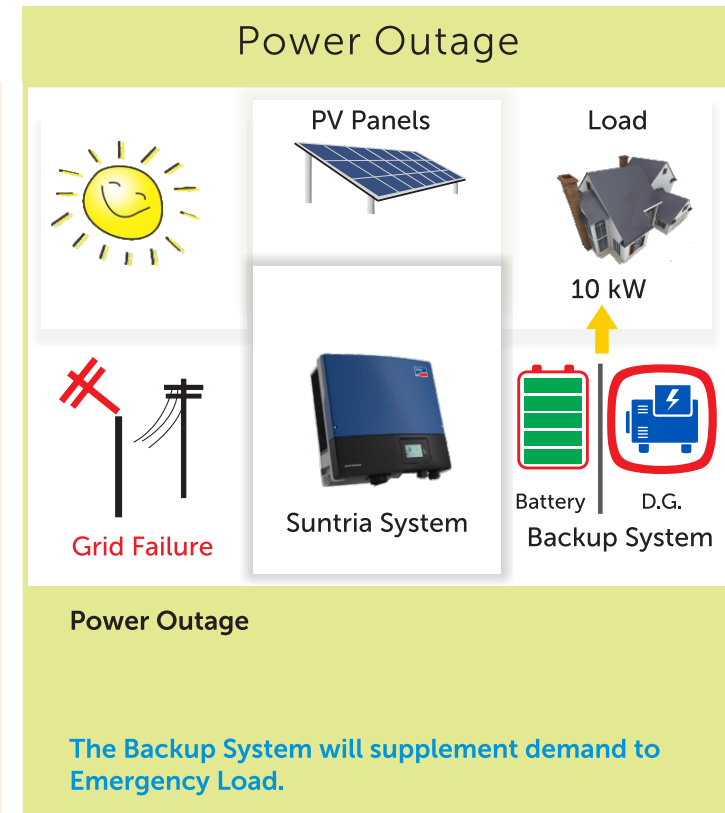 Power Outage
PV Panels
Load
10 kW
Suntria System
Grid Failure
Battery
D.G.
Backup System
Power Outage
The Backup System will supplement demand to
Emergency Load.